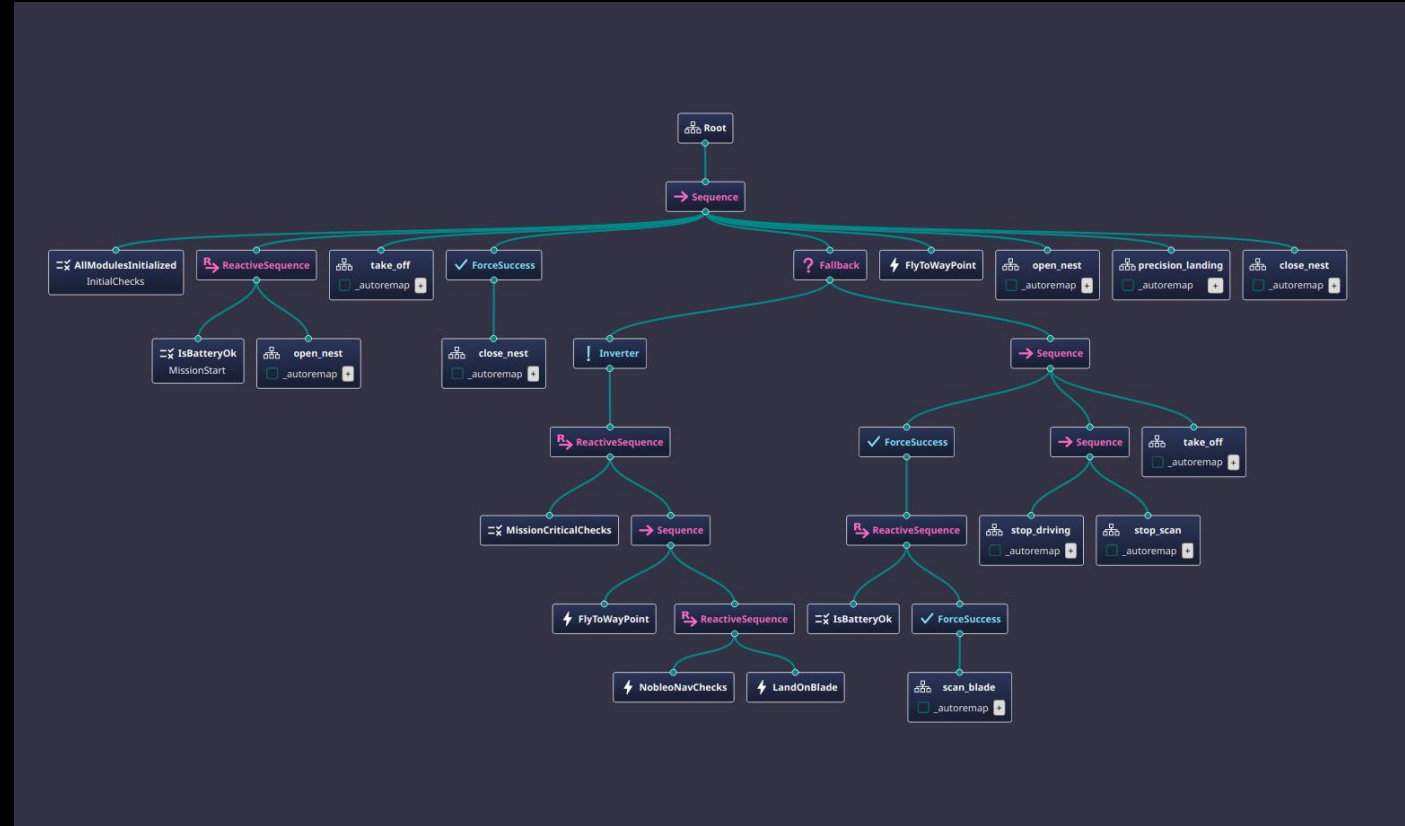 Root
Sequence
AllModulesInitialized
InitialChecks
ReactiveSequence
take_off
_autoremap +
ForceSuccess
Fallback
FlyToWayPoint
open_nest
_autoremap +
precision_landing
_autoremap +
close_nest
_autoremap +
IsBatteryOk
MissionStart
open_nest
_autoremap +
close_nest
_autoremap +
Inverter
Sequence
ReactiveSequence
ForceSuccess
Sequence
take_off
_autoremap +
MissionCriticalChecks
Sequence
ReactiveSequence
stop_driving
_autoremap +
stop_scan
_autoremap +
FlyToWayPoint
ReactiveSequence
IsBatteryOk
ForceSuccess
NobleoNavChecks
LandOnBlade
scan_blade
_autoremap +